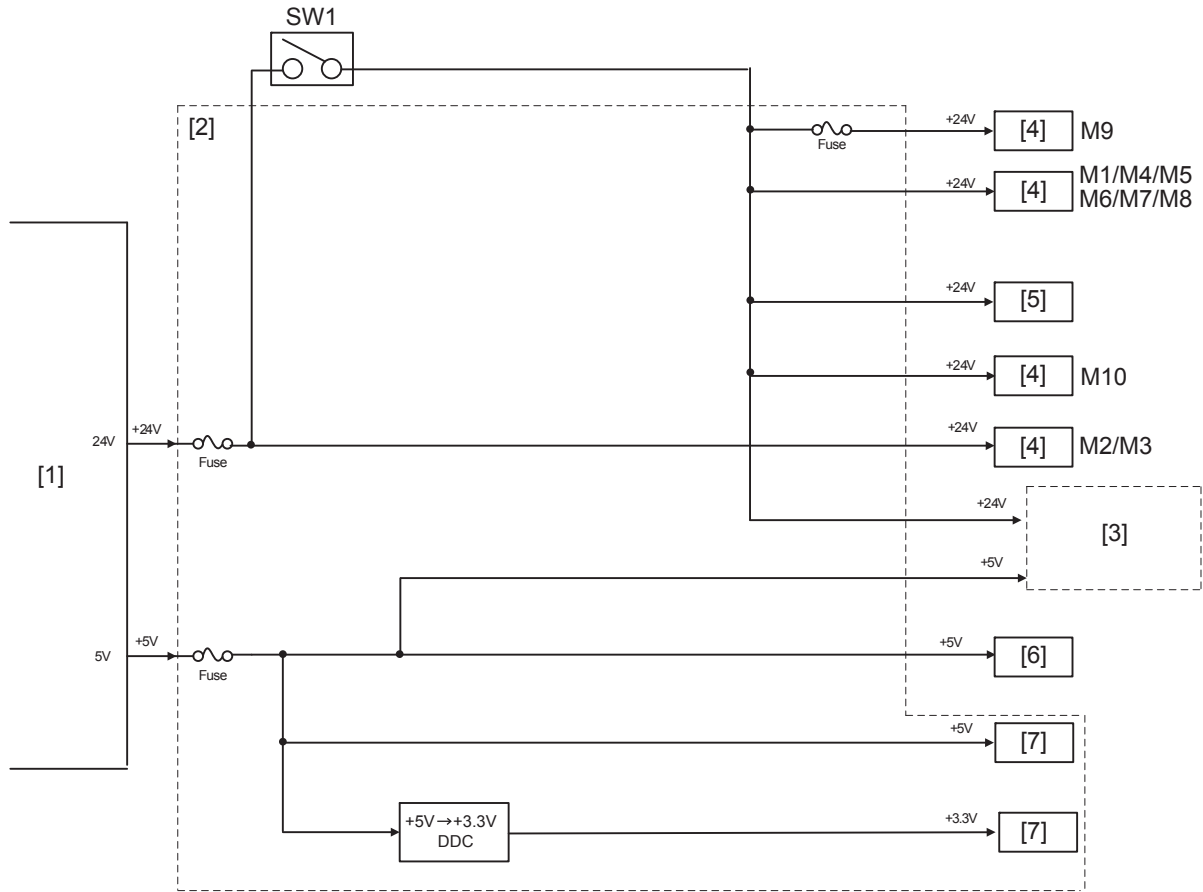 SW1
[2]
Fuse
+24V
[4]
M9
+24V
[4]
M1/M4/M5
M6/M7/M8
+24V
[5]
+24V
[4]
M10
[1]
24V
+24V
Fuse
+24V
[4]
M2/M3
+24V
[3]
+5V
5V
+5V
Fuse
+5V
[6]
+5V
[7]
+5V→+3.3V
DDC
+3.3V
[7]